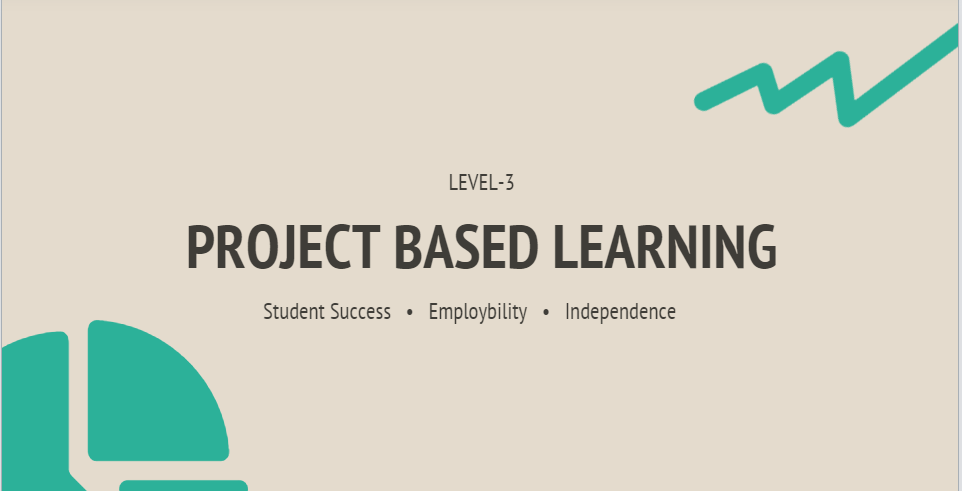 LEVEL-3
PROJECT BASED LEARNING
Student Success • Employbility • Independence